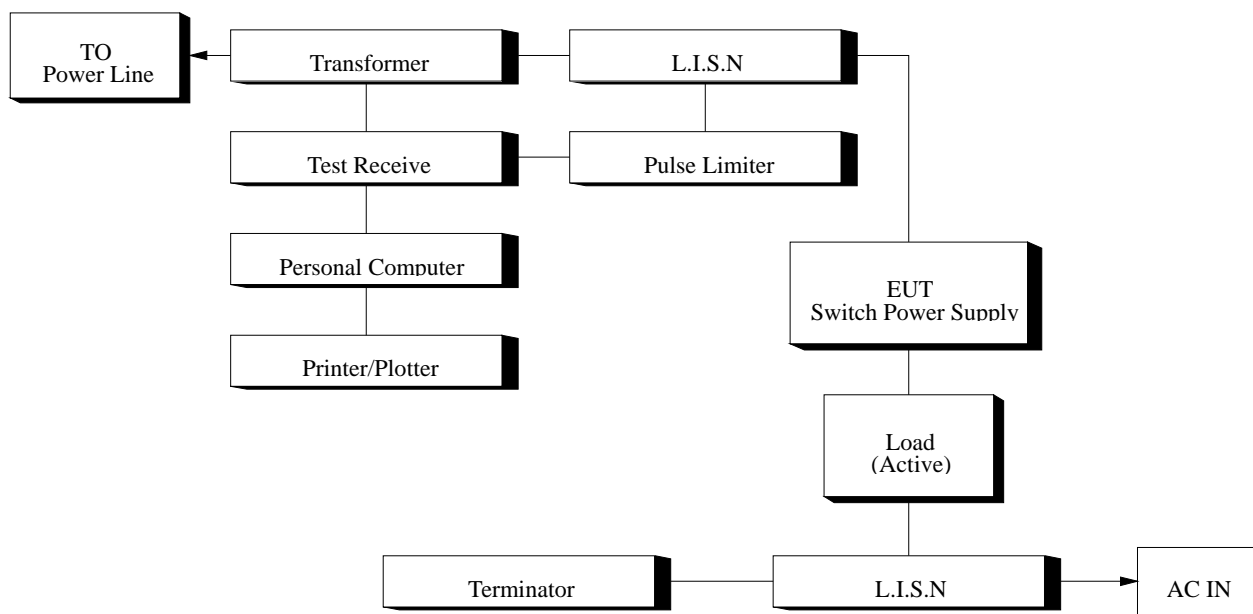 TO
Power Line
Transformer
L.I.S.N
Test Receive
Pulse Limiter
Personal Computer
EUT
Switch Power Supply
Printer/Plotter
Load
(Active)
Terminator
L.I.S.N
AC IN